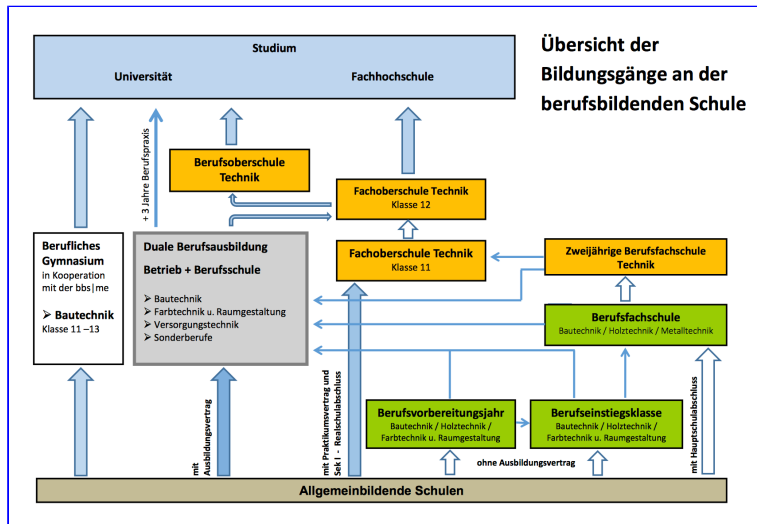 Übersicht der
Bildungsgänge an der
berufsbildenden Schule
Studium
Universität
Fachhochschule
+ 3 Jahre Berufspraxis
Berufsoberschule
Technik
Fachoberschule Technik
Klasse 12
Berufliches
Gymnasium
in Kooperation
mit der bbs|me
➢ Bautechnik
Klasse 11 –13
Duale Berufsausbildung
Betrieb + Berufsschule
➢ Bautechnik
➢ Farbtechnik u. Raumgestaltung
➢ Versorgungstechnik
➢ Sonderberufe
Fachoberschule Technik
Klasse 11
Zweijährige Berufsfachschule
Technik
Berufsfachschule
Bautechnik / Holztechnik / Metalltechnik
mit
Ausbildungsvertrag
mit Praktikumsvertrag und
Sek I - Realschulabschluss
Berufsvorbereitungsjahr
Bautechnik / Holztechnik /
Farbtechnik u. Raumgestaltung
Berufseinstiegsklasse
Bautechnik / Holztechnik /
Farbtechnik u. Raumgestaltung
mit Hauptschulabschluss
ohne Ausbildungsvertrag
Allgemeinbildende Schulen